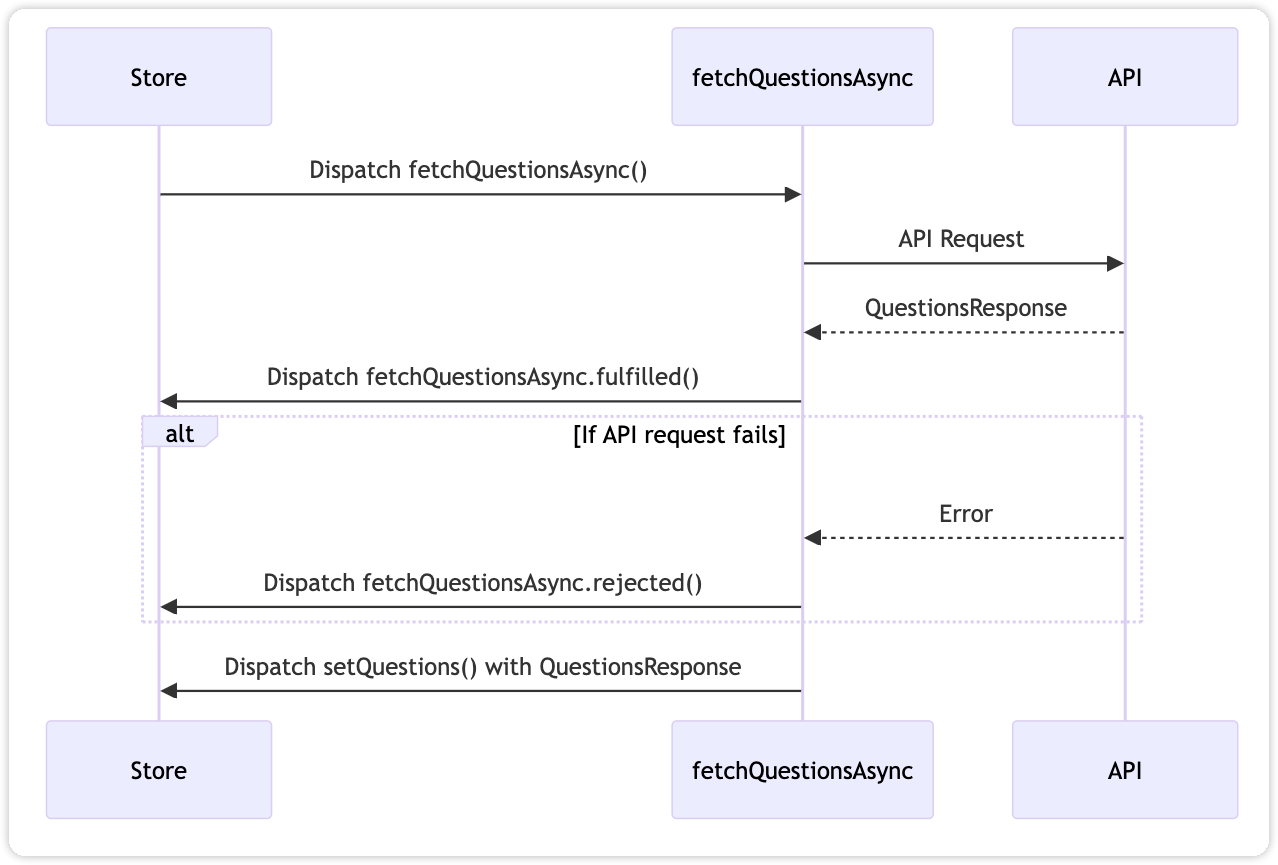 Store
fetchQuestionsAsync
API
Dispatch fetchQuestionsAsync()
API Request
QuestionsResponse
Dispatch fetchQuestionsAsync.fulfilled()
alt
[If API request fails]
Error
Dispatch fetchQuestionsAsync.rejected()
Dispatch setQuestions() with QuestionsResponse
Store
fetchQuestionsAsync
API